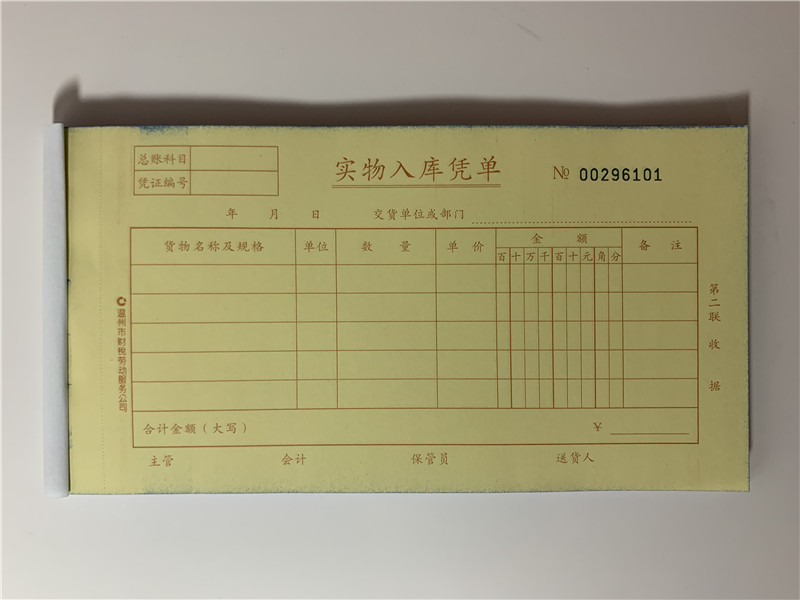 总账科目
凭证编号
实物入库凭单
№ 00296101
年 月 日 交货单位或部门
货物名称及规格 单位 数量 单价 金额 备注
百十万千百十元角分
合计金额(大写) ¥
主管 会计 保管员 送货人
第二联 收据
温州市财税劳动服务公司